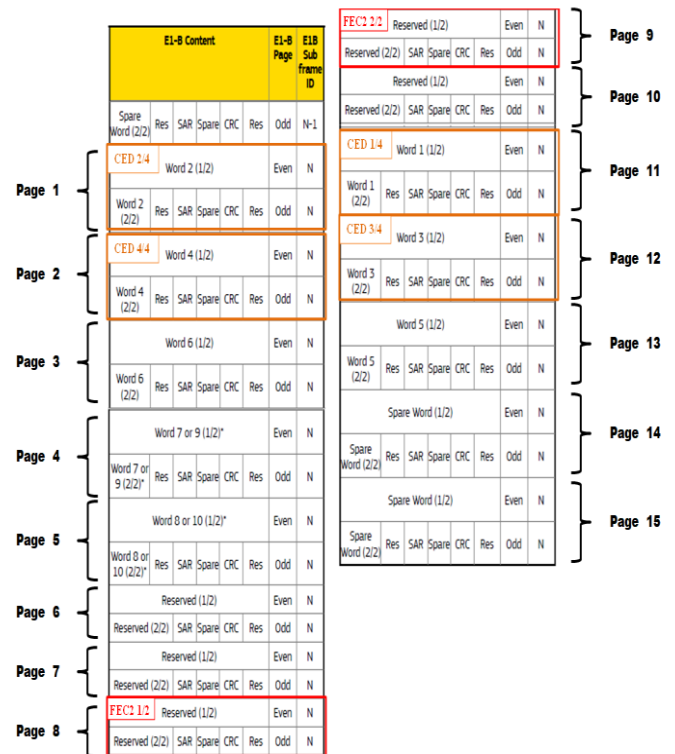 E1-B Content E1-B Page E1B Sub frame ID
Spare Word (2/2) Res SAR Spare CRC Res Odd N-1
Page 1
CED 2/4 Word 2 (1/2) Even N
Word 2 (2/2) Res SAR Spare CRC Res Odd N
Page 2
CED 4/4 Word 4 (1/2) Even N
Word 4 (2/2) Res SAR Spare CRC Res Odd N
Page 3
Word 6 (1/2) Even N
Word 6 (2/2) Res SAR Spare CRC Res Odd N
Page 4
Word 7 or 9 (1/2)* Even N
Word 7 or 9 (2/2)* Res SAR Spare CRC Res Odd N
Page 5
Word 8 or 10 (1/2)* Even N
Word 8 or 10 (2/2)* Res SAR Spare CRC Res Odd N
Page 6
Reserved (1/2) Even N
Reserved (2/2) SAR Spare CRC Res Odd N
Page 7
Reserved (1/2) Even N
Reserved (2/2) SAR Spare CRC Res Odd N
Page 8
FEC2 1/2 Reserved (1/2) Even N
Reserved (2/2) SAR Spare CRC Res Odd N
FEC2 2/2 Reserved (1/2) Even N
Reserved (2/2) SAR Spare CRC Res Odd N
Page 9
Reserved (1/2) Even N
Reserved (2/2) SAR Spare CRC Res Odd N
Page 10
CED 1/4 Word 1 (1/2) Even N
Word 1 (2/2) Res SAR Spare CRC Res Odd N
Page 11
CED 3/4 Word 3 (1/2) Even N
Word 3 (2/2) Res SAR Spare CRC Res Odd N
Page 12
Word 5 (1/2) Even N
Word 5 (2/2) Res SAR Spare CRC Res Odd N
Page 13
Spare Word (1/2) Even N
Spare Word (2/2) Res SAR Spare CRC Res Odd N
Page 14
Spare Word (1/2) Even N
Spare Word (2/2) Res SAR Spare CRC Res Odd N
Page 15